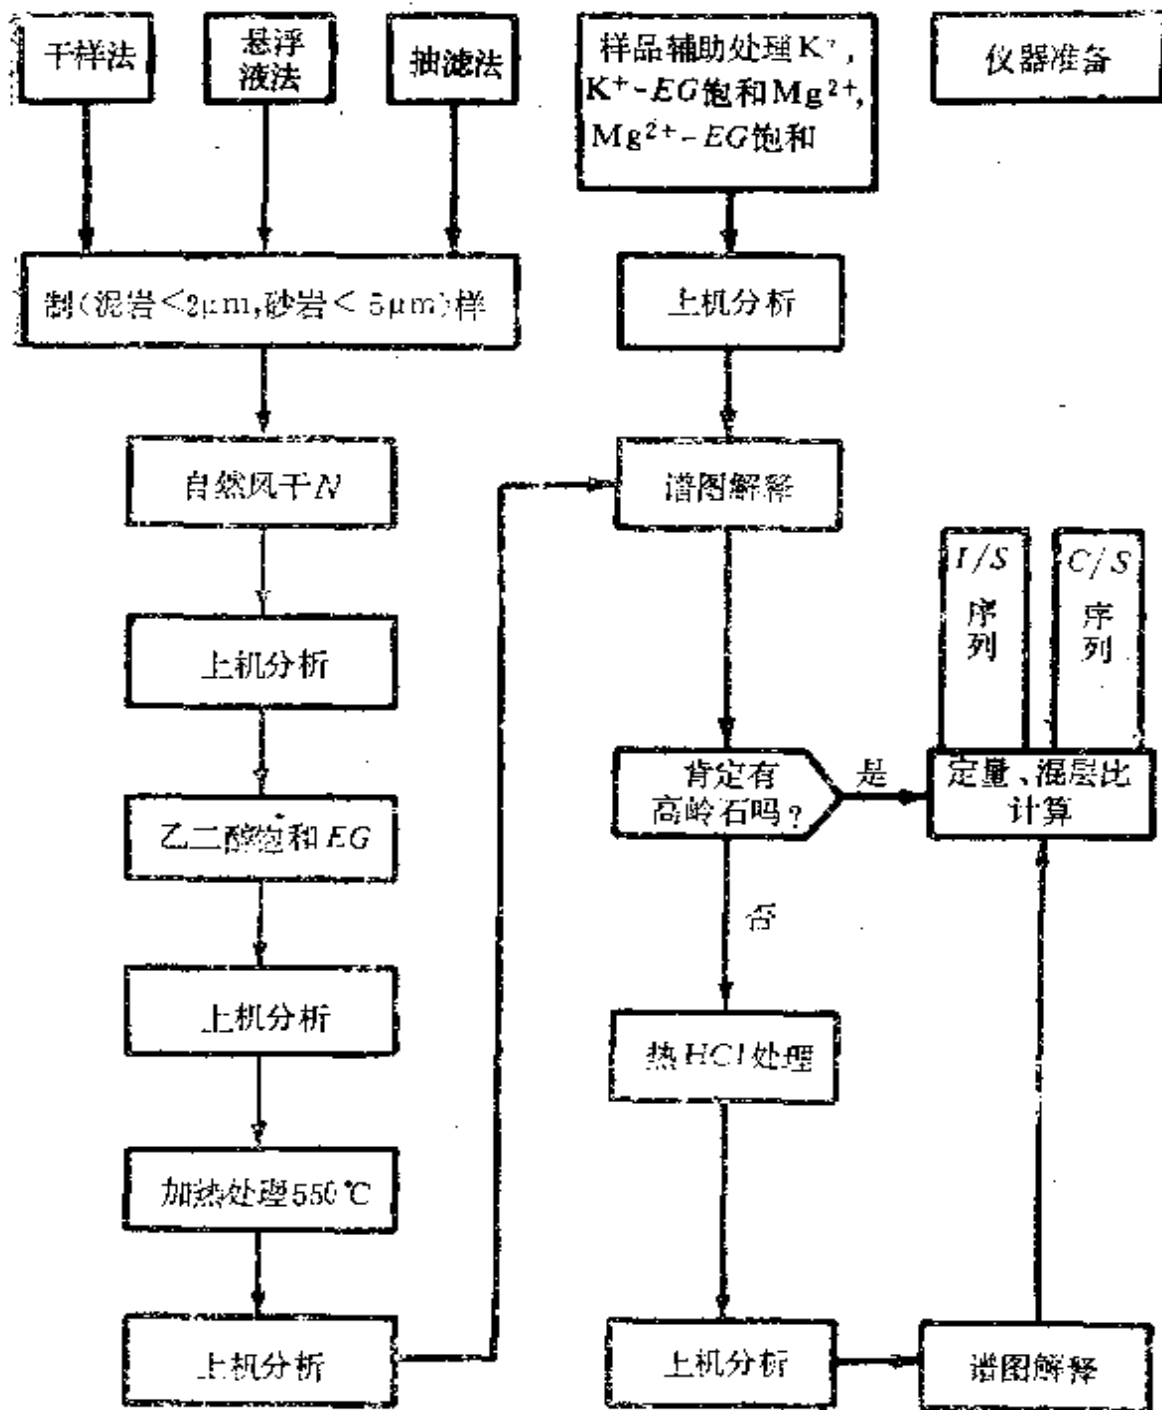 干样法
悬浮
液法
抽滤法
制(泥岩<2μm,砂岩<5μm)样
自然风干N
上机分析
乙二醇饱和EG
上机分析
加热处理550℃
上机分析
样品辅助处理K⁺,
K⁺-EG饱和Mg²⁺,
Mg²⁺-EG饱和
上机分析
谱图解释
肯定有
高岭石吗?
是
否
热HCl处理
上机分析
谱图解释
仪器准备
I/S
序
列
C/S
序
列
定量、混层比
计算